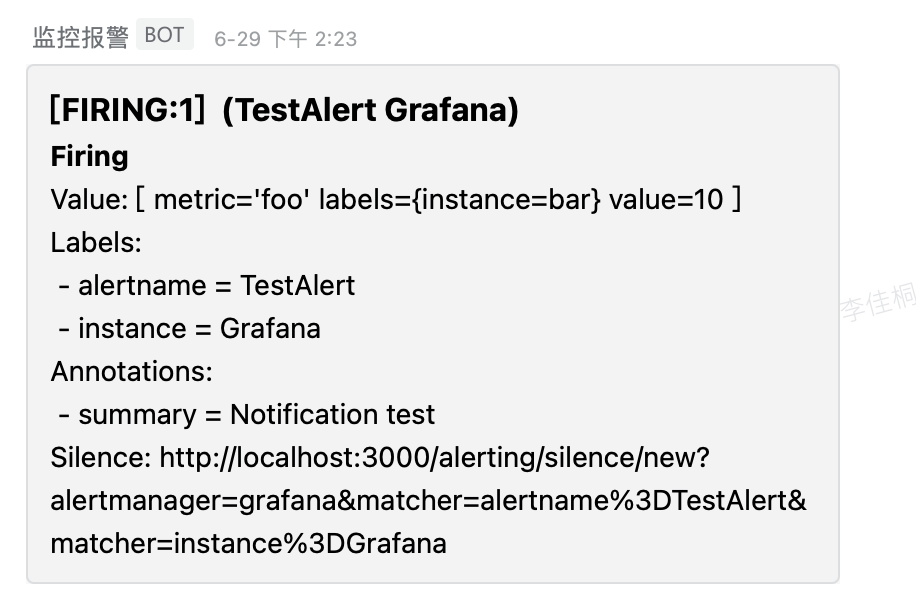 监控报警 BOT 6-29 下午 2:23
[FIRING:1] (TestAlert Grafana)
Firing
Value: [ metric='foo' labels={instance=bar} value=10 ]
Labels:
- alertname = TestAlert
- instance = Grafana
Annotations:
- summary = Notification test
Silence: http://localhost:3000/alerting/silence/new?
alertmanager=grafana&matcher=alertname%3DTestAlert&
matcher=instance%3DGrafana
李佳桐